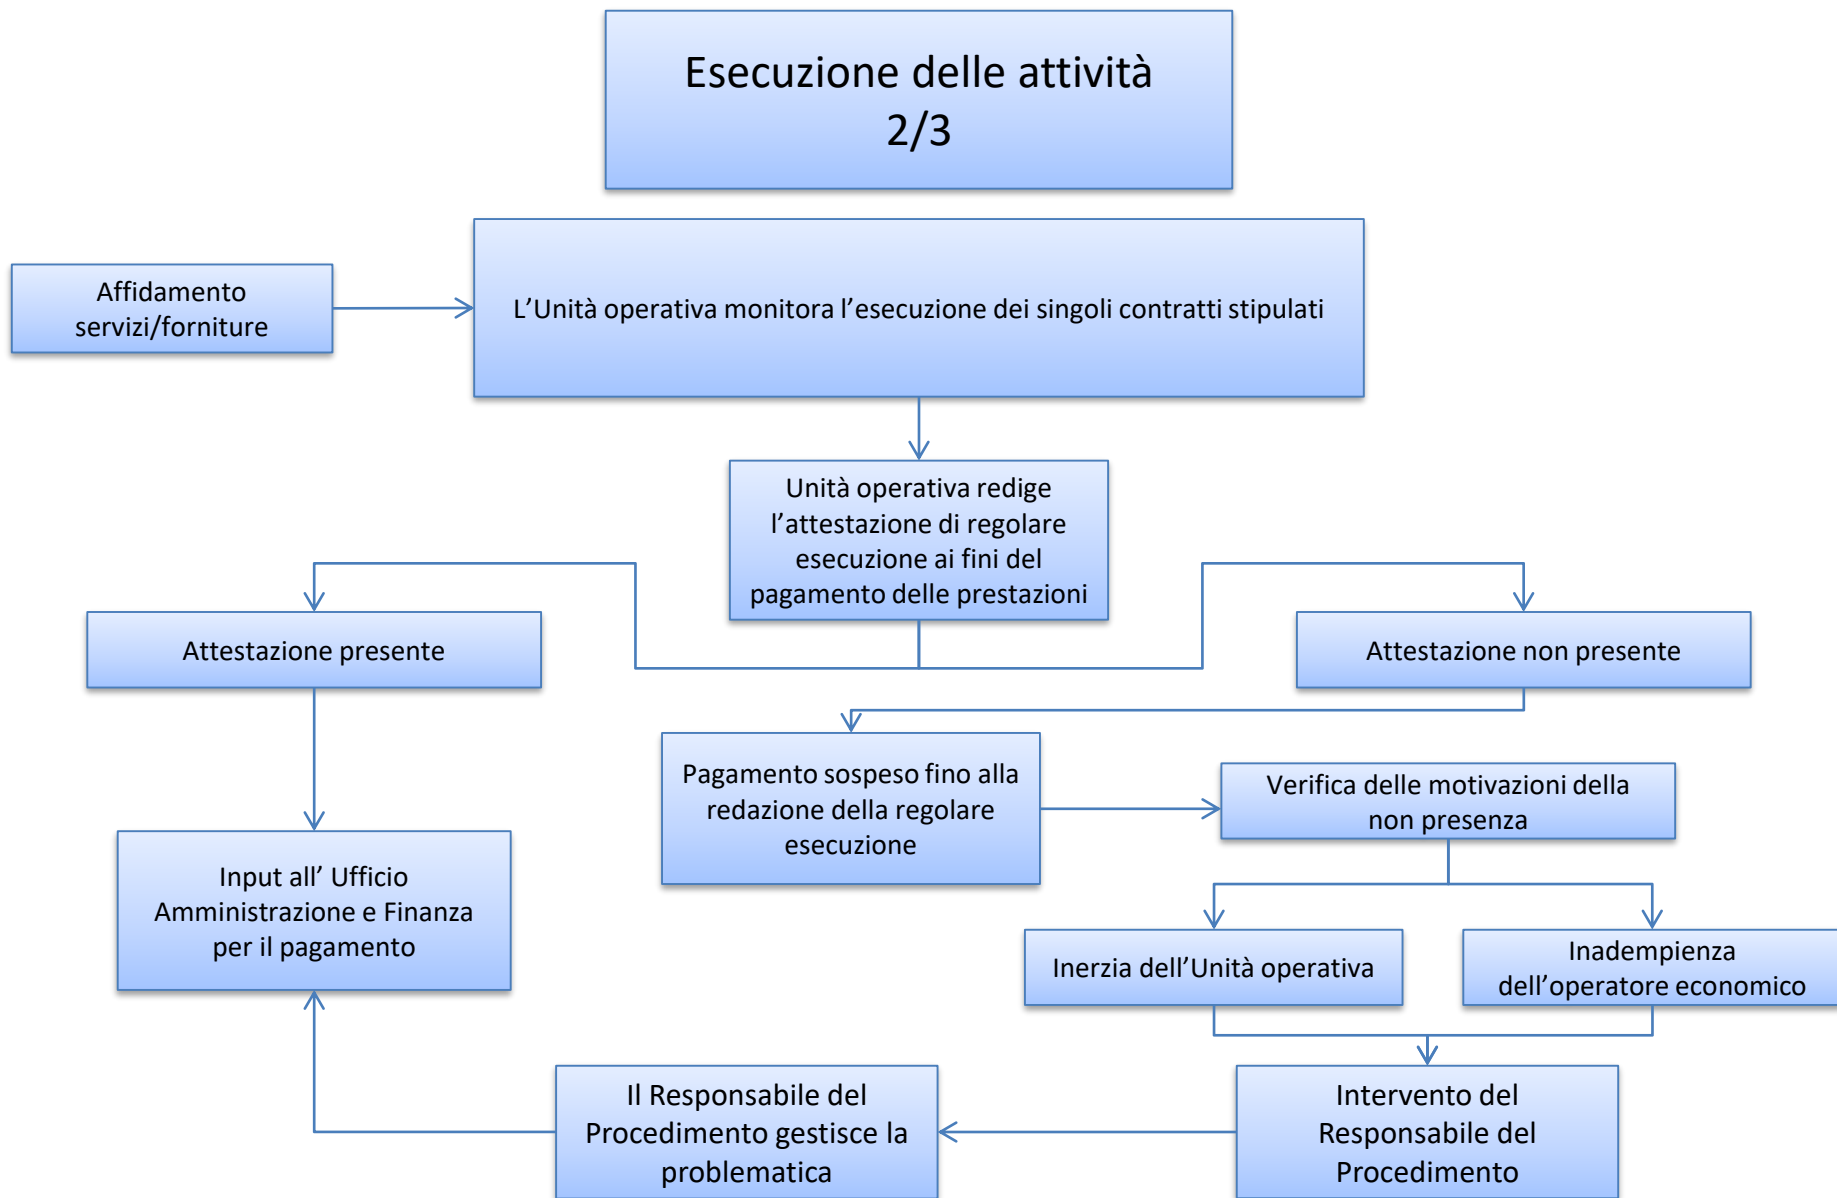 Esecuzione delle attività
2/3
Affidamento
servizi/forniture
L’Unità operativa monitora l’esecuzione dei singoli contratti stipulati
Unità operativa redige
l’attestazione di regolare
esecuzione ai fini del
pagamento delle prestazioni
Attestazione presente
Attestazione non presente
Pagamento sospeso fino alla
redazione della regolare
esecuzione
Verifica delle motivazioni della
non presenza
Input all’ Ufficio
Amministrazione e Finanza
per il pagamento
Inerzia dell’Unità operativa
Inadempienza
dell’operatore economico
Il Responsabile del
Procedimento gestisce la
problematica
Intervento del
Responsabile del
Procedimento